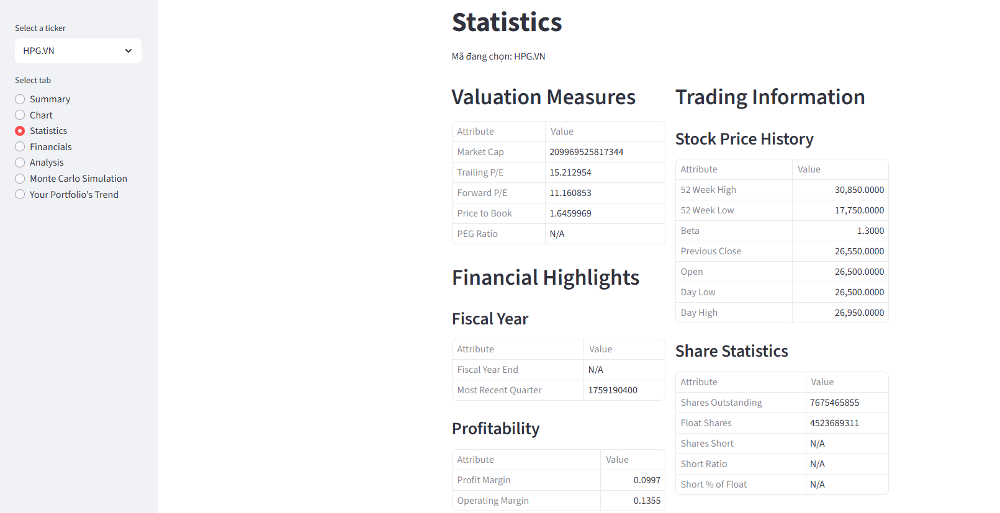 Select a ticker
HPG.VN
Select tab
Summary
Chart
Statistics
Financials
Analysis
Monte Carlo Simulation
Your Portfolio's Trend
Statistics
Mã đang chọn: HPG.VN
Valuation Measures
Attribute Value
Market Cap 209969525817344
Trailing P/E 15.212954
Forward P/E 11.160853
Price to Book 1.6459969
PEG Ratio N/A
Financial Highlights
Fiscal Year
Attribute Value
Fiscal Year End N/A
Most Recent Quarter 1759190400
Profitability
Attribute Value
Profit Margin 0.0997
Operating Margin 0.1355
Trading Information
Stock Price History
Attribute Value
52 Week High 30,850.0000
52 Week Low 17,750.0000
Beta 1.3000
Previous Close 26,550.0000
Open 26,500.0000
Day Low 26,500.0000
Day High 26,950.0000
Share Statistics
Attribute Value
Shares Outstanding 7675465855
Float Shares 4523689311
Shares Short N/A
Short Ratio N/A
Short % of Float N/A